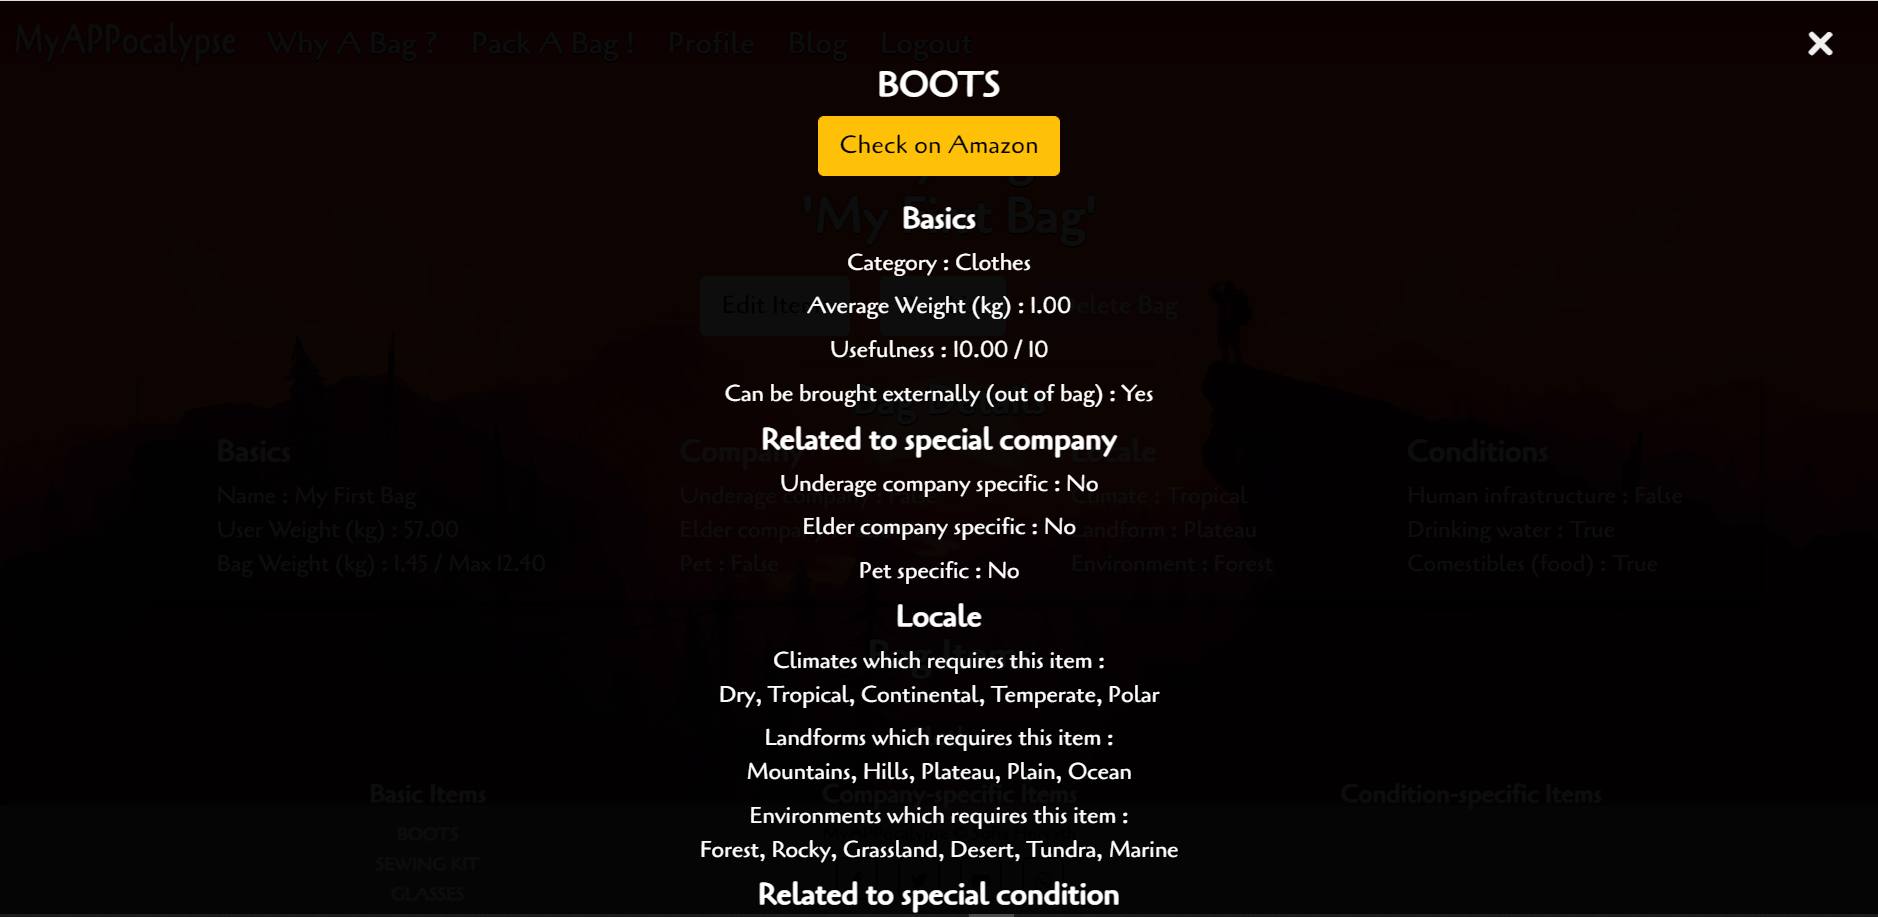 MyAPPocalypse Why A Bag ? Pack A Bag ! Profile Blog Logout
BOOTS
Check on Amazon
'My First Bag'
Basics
Category : Clothes
Edit Delete Bag
Average Weight (kg) : 1.00
Usefulness : 10.00 / 10
Can be brought externally (out of bag) : Yes
Bag Details
Related to special company
Basics Company Locale Conditions
Underage company specific : No
Name : My First Bag Underage company : False Climate : Tropical Human infrastructure : False
Elder company specific : No
User Weight (kg) : 57.00 Elder company Landform : Plateau Drinking water : True
Pet specific : No
Bag Weight (kg) : 1.45 / Max 12.40 Pet : False Environment : Forest Comestibles (food) : True
Locale
Bag Items
Climates which requires this item :
Dry, Tropical, Continental, Temperate, Polar
Landforms which requires this item :
Mountains, Hills, Plateau, Plain, Ocean
Basic Items Company-specific Items Condition-specific Items
Environments which requires this item :
BOOTS
Forest, Rocky, Grassland, Desert, Tundra, Marine
SEWING KIT
GLASSES
Related to special condition